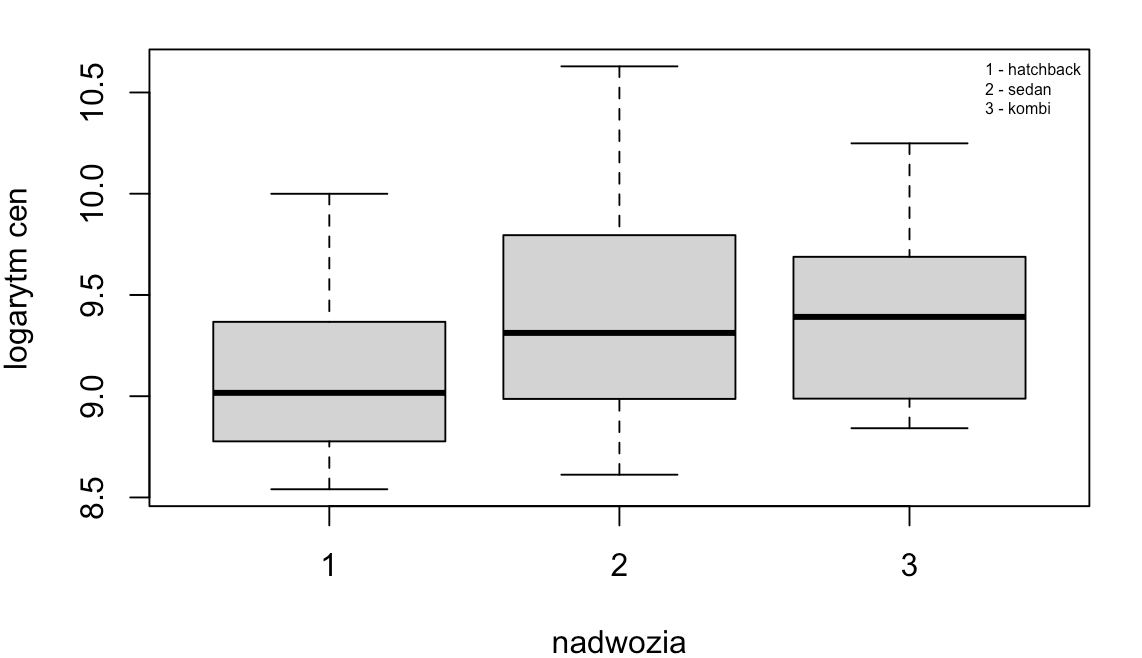 1 - hatchback
2 - sedan
3 - kombi
logarytm cen
10.5
10.0
9.5
9.0
8.5
1 2 3
nadwozia